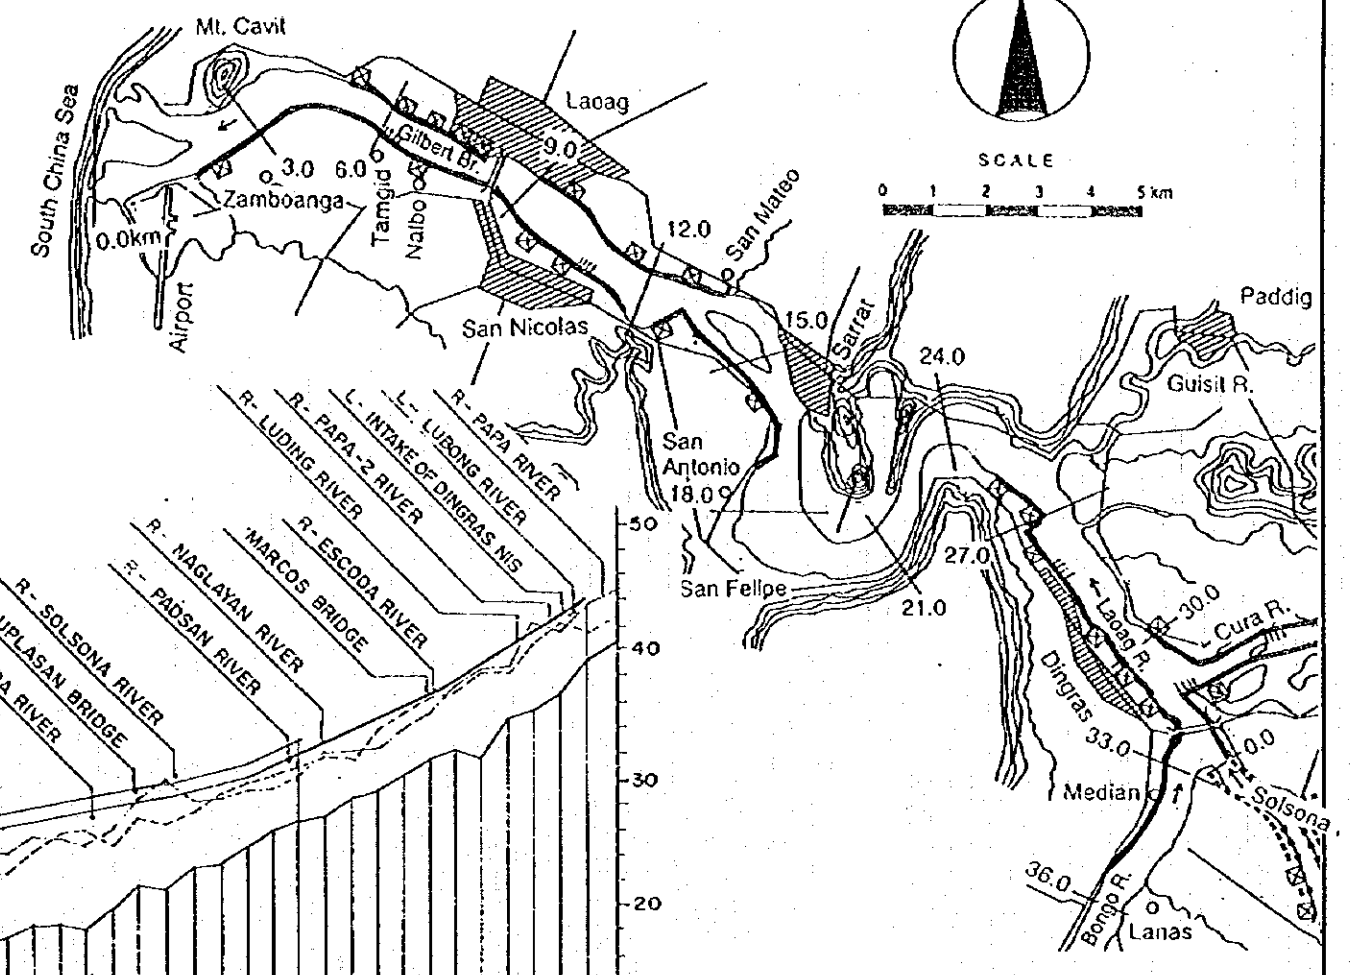 Mt. Cavit
South China Sea
Laoag
Gilbert Br.
9.0
3.0
6.0
Zamboanga
Tamgid
Nalbo
0.0km
Airport
San Nicolas
12.0
San Mateo
SCALE
0 1 2 3 4 5 km
15.0
Sarrat
24.0
Paddig
Guisit R.
San
Antonio
18.0
San Felipe
21.0
27.0
Laoag R.
30.0
Cura R.
Dingras
33.0
0.0
Median
Solsona
36.0
Bongo R.
Lanas
R- PAPA RIVER
L- LUBONG RIVER
L- INTAKE OF DINGRAS NIS
R- PAPA-2 RIVER
R- LUDING RIVER
R- ESCODA RIVER
MARCOS BRIDGE
R- NAGLAYAN RIVER
R- PADSAN RIVER
R- SOLSONA RIVER
UPLASAN BRIDGE
RA RIVER
50
40
30
20